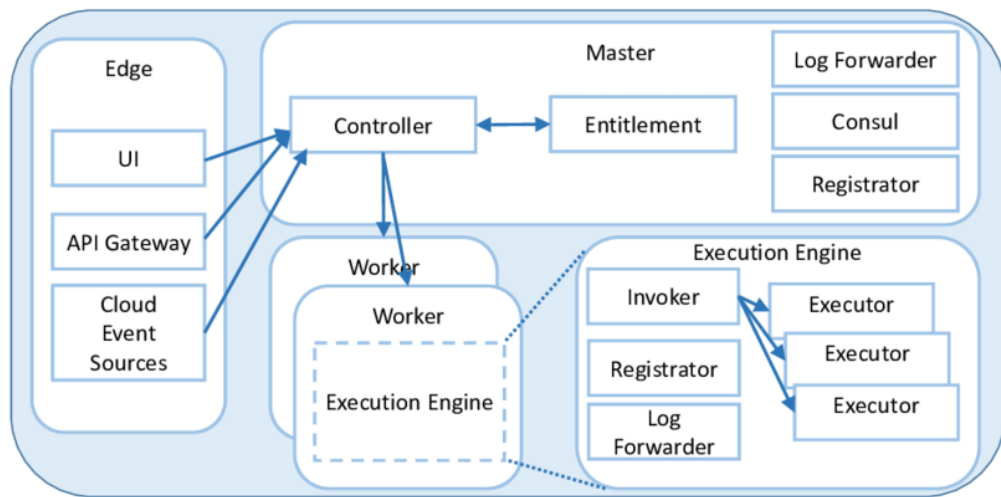 Edge
UI
API Gateway
Cloud
Event
Sources
Master
Controller
Entitlement
Log Forwarder
Consul
Registrator
Worker
Worker
Execution Engine
Execution Engine
Invoker
Registrator
Log
Forwarder
Executor
Executor
Executor